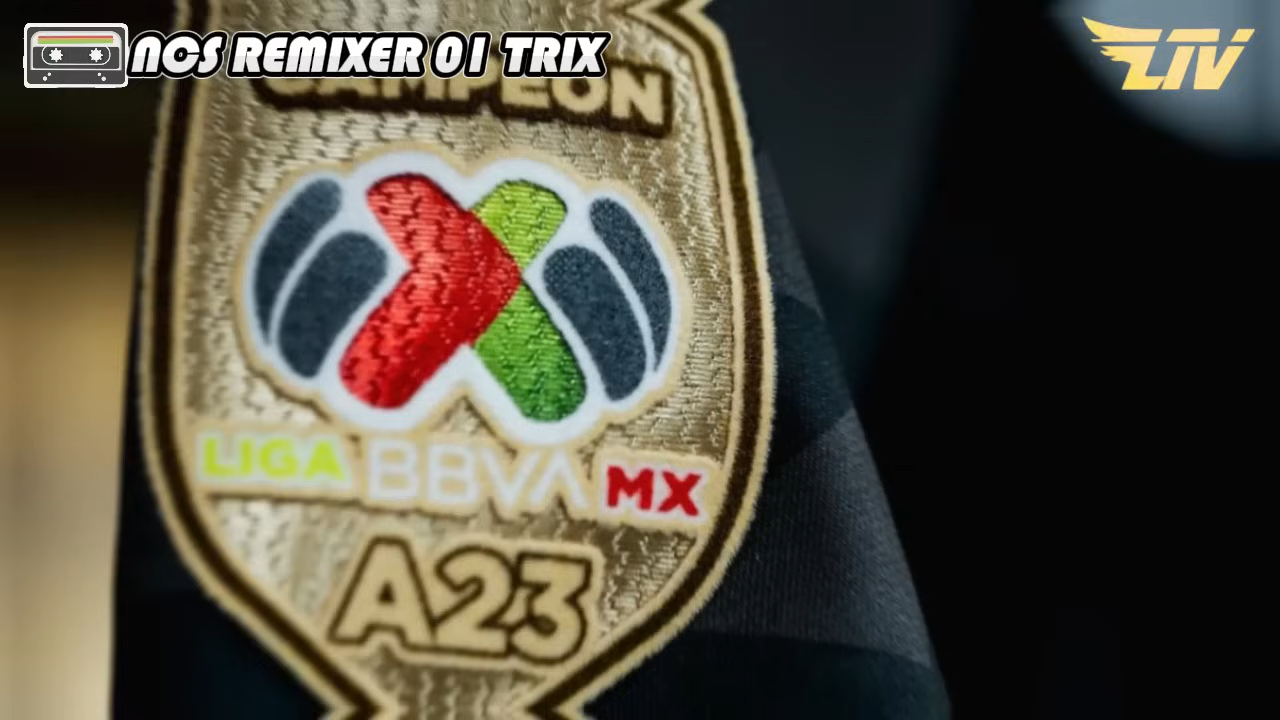 NCS REMIXER 01 TRIX
LIV
CAMPEON
LIGA BBVA MX
A23